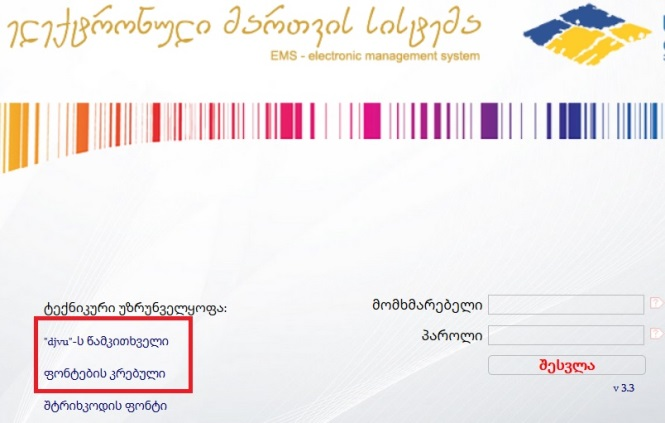 ელექტრონული მართვის სისტემა
EMS - electronic management system
ტექნიკური უზრუნველყოფა:
"djvu"-ს წამკითხველი
ფონტების კრებული
შტრიხკოდის ფონტი
მომხმარებელი
პაროლი
შესვლა
v 3.3